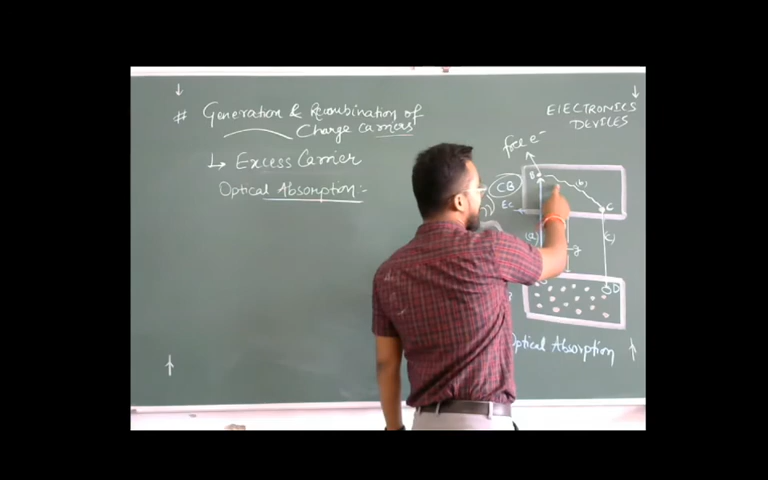 # Generation & Recombination of
Charge Carriers
↳ Excess Carrier
Optical Absorption:-
ELECTRONICS
DEVICES
free e⁻
B
(b)
CB
C
Ec
(a)
(c)
g
D
Optical Absorption